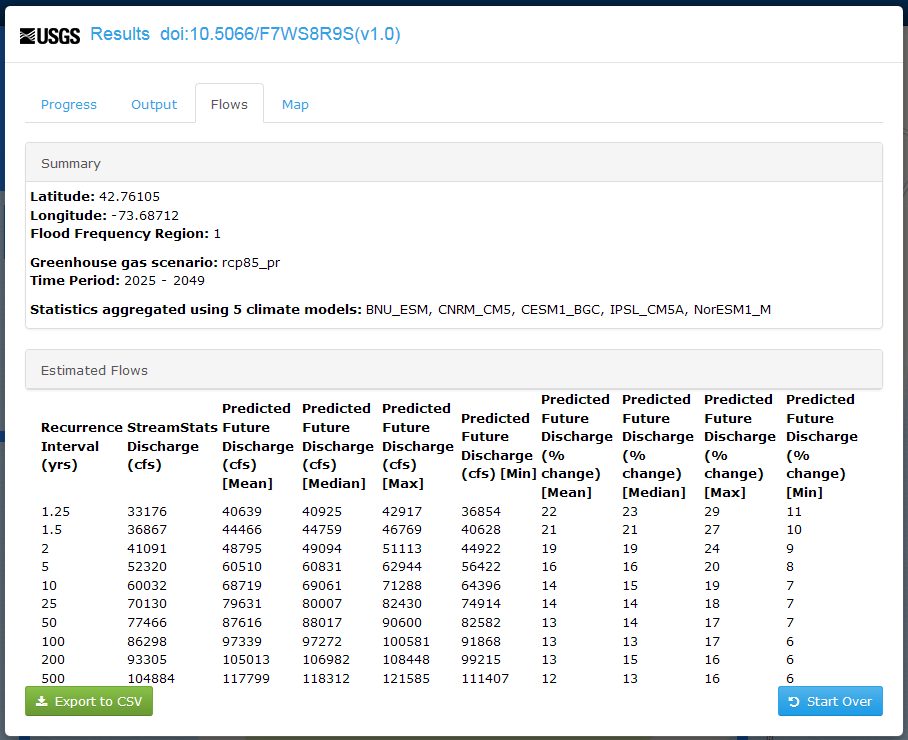 USGS Results doi:10.5066/F7WS8R9S(v1.0)
Progress Output Flows Map
Summary
Latitude: 42.76105
Longitude: -73.68712
Flood Frequency Region: 1
Greenhouse gas scenario: rcp85_pr
Time Period: 2025 - 2049
Statistics aggregated using 5 climate models: BNU_ESM, CNRM_CM5, CESM1_BGC, IPSL_CM5A, NorESM1_M
Estimated Flows
Recurrence Interval (yrs) StreamStats Discharge (cfs) Predicted Future Discharge (cfs) [Mean] Predicted Future Discharge (cfs) [Median] Predicted Future Discharge (cfs) [Max] Predicted Future Discharge (cfs) [Min] Predicted Future Discharge (% change) [Mean] Predicted Future Discharge (% change) [Median] Predicted Future Discharge (% change) [Max] Predicted Future Discharge (% change) [Min]
1.25 33176 40639 40925 42917 36854 22 23 29 11
1.5 36867 44466 44759 46769 40628 21 21 27 10
2 41091 48795 49094 51113 44922 19 19 24 9
5 52320 60510 60831 62944 56422 16 16 20 8
10 60032 68719 69061 71288 64396 14 15 19 7
25 70130 79631 80007 82430 74914 14 14 18 7
50 77466 87616 88017 90600 82582 13 14 17 7
100 86298 97339 97272 100581 91868 13 13 17 6
200 93305 105013 106982 108448 99215 13 15 16 6
500 104884 117799 118312 121585 111407 12 13 16 6
Export to CSV Start Over